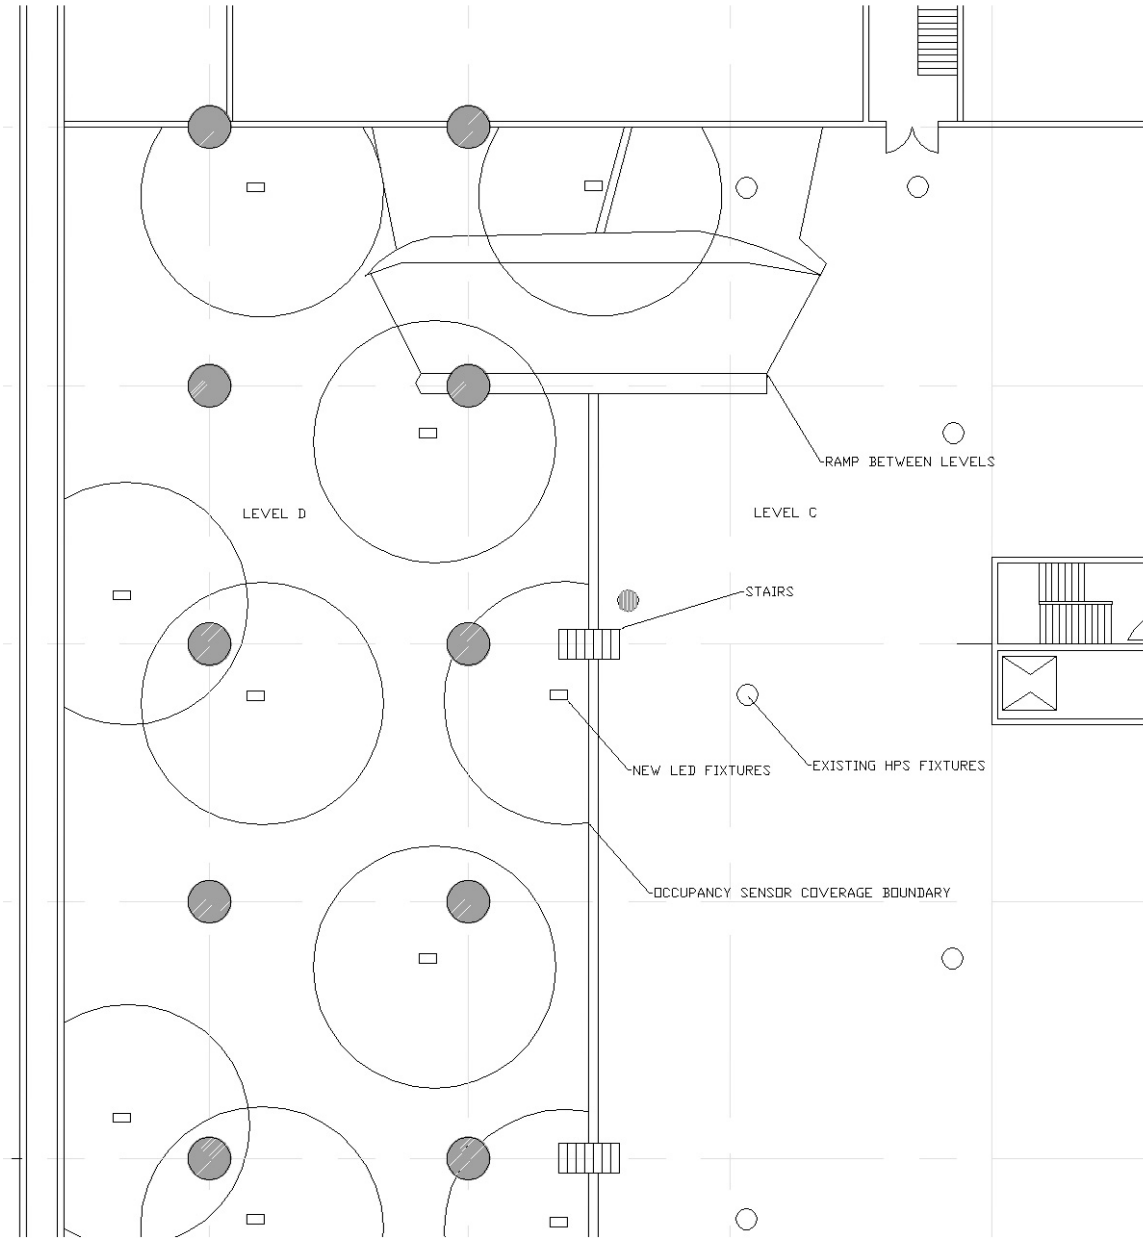 RAMP BETWEEN LEVELS
LEVEL D
LEVEL C
STAIRS
EXISTING HPS FIXTURES
NEW LED FIXTURES
OCCUPANCY SENSOR COVERAGE BOUNDARY